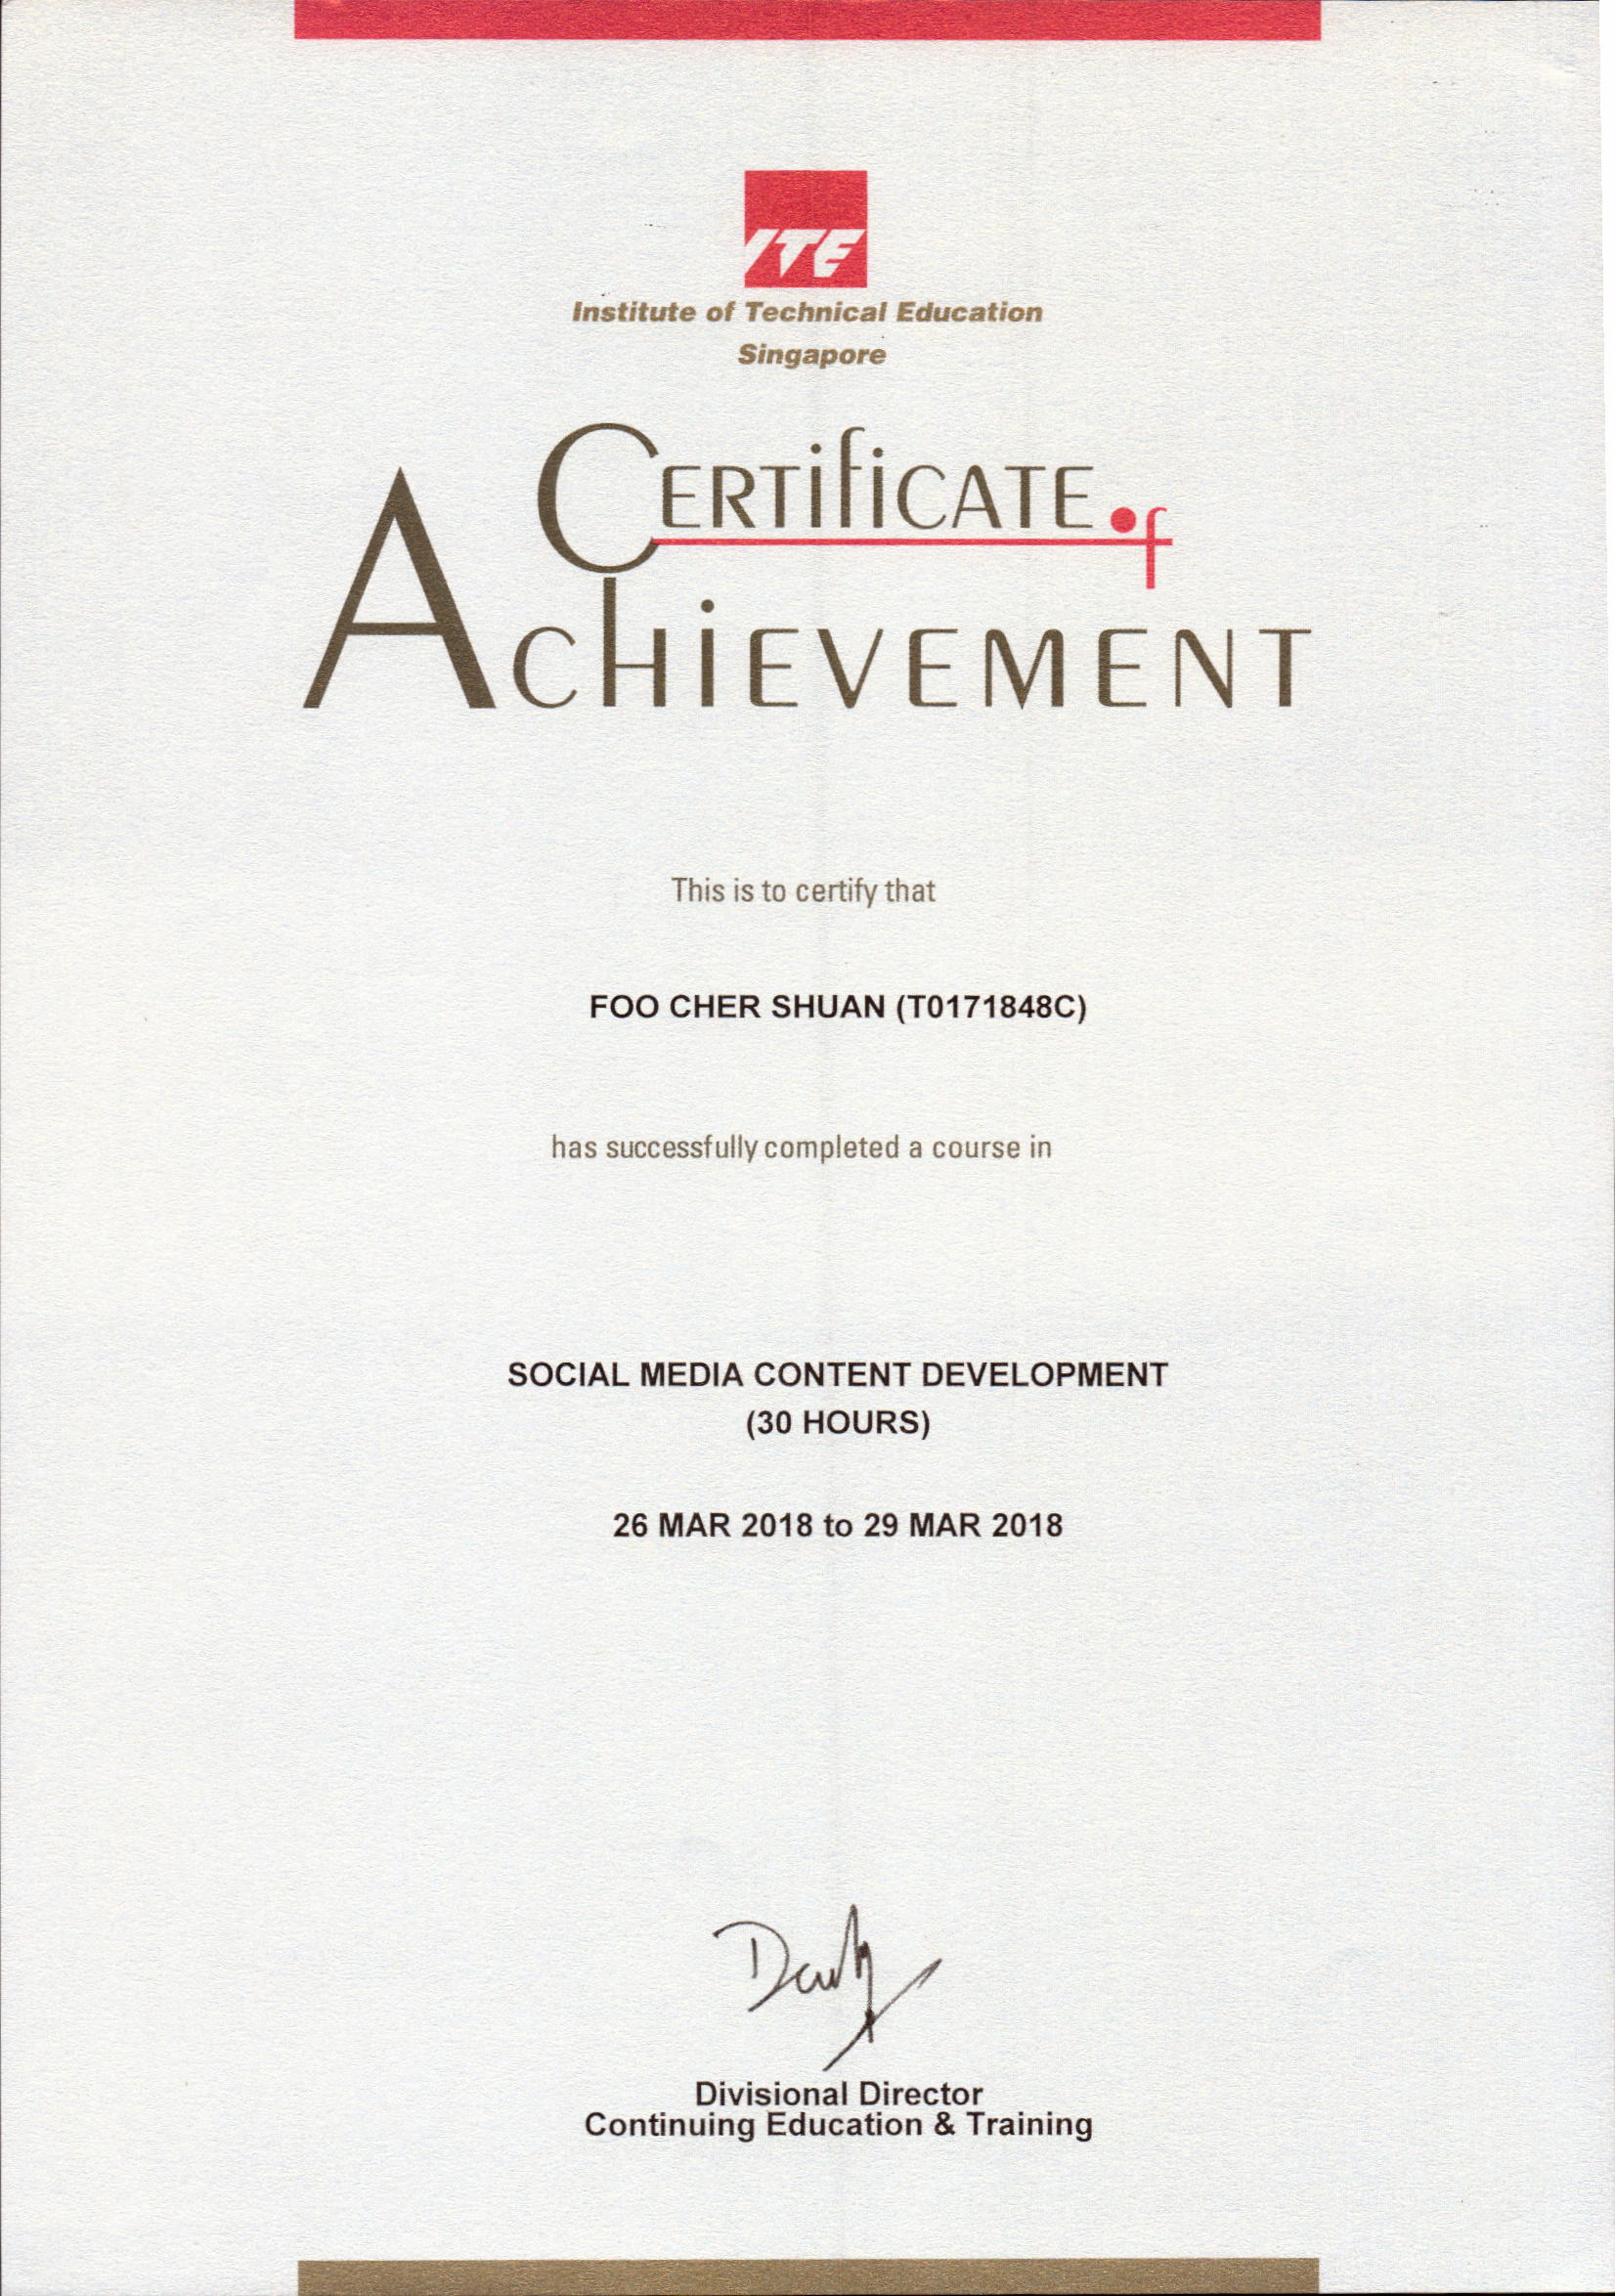 ITE
Institute of Technical Education
Singapore
CERTIFICATE of
ACHIEVEMENT
This is to certify that
FOO CHER SHUAN (T0171848C)
has successfully completed a course in
SOCIAL MEDIA CONTENT DEVELOPMENT
(30 HOURS)
26 MAR 2018 to 29 MAR 2018
Divisional Director
Continuing Education & Training